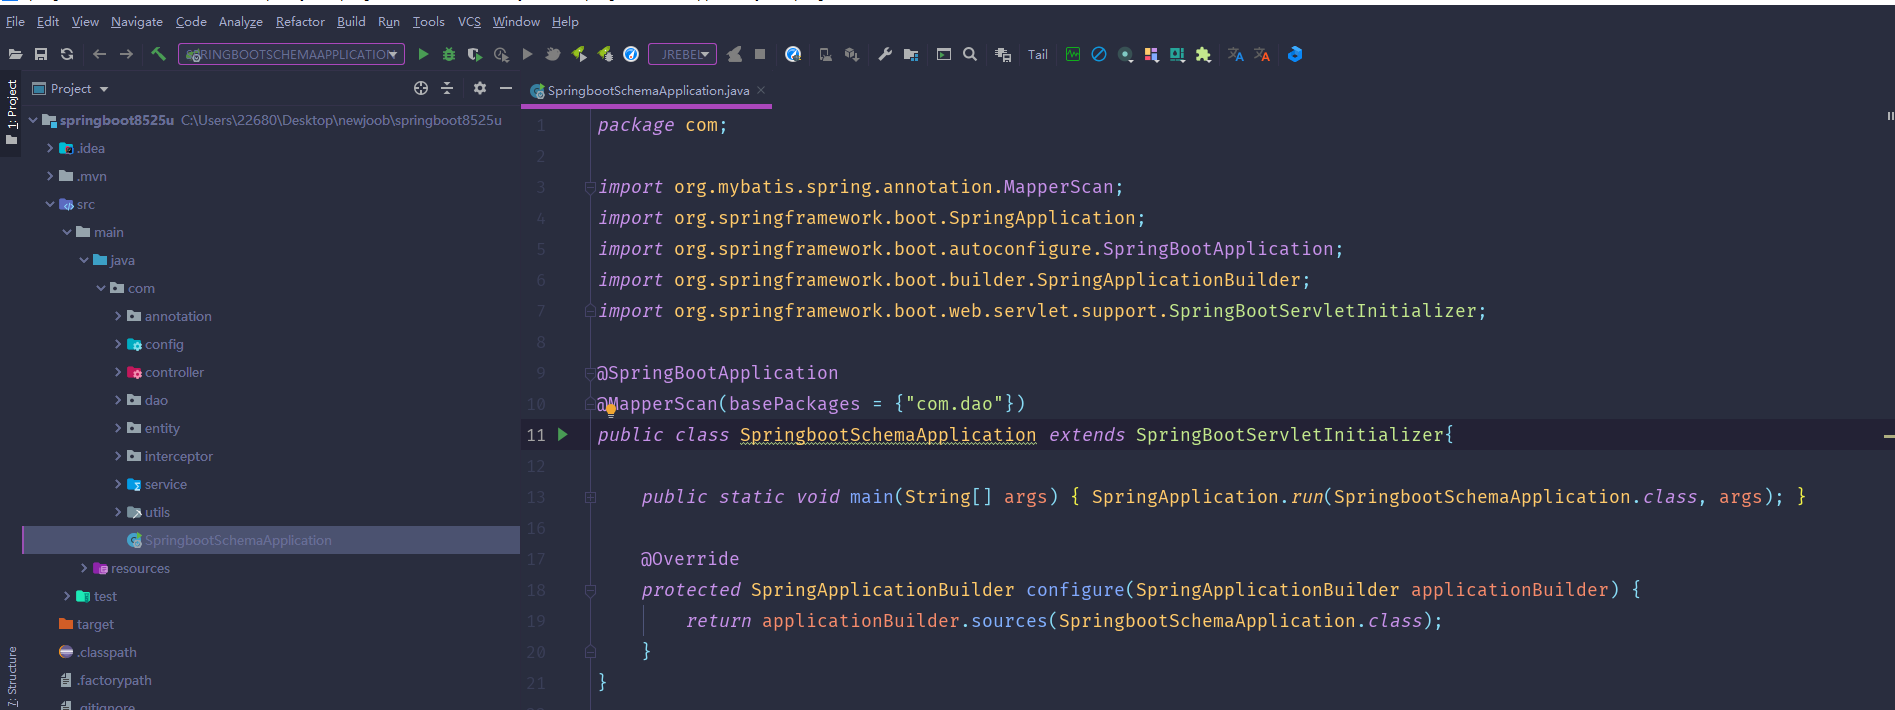 File Edit View Navigate Code Analyze Refactor Build Run Tools VCS Window Help
RINGBOOTSCHEMAAPPLICATION JREBEL Tail
Project
SpringbootSchemaApplication.java
1: Project
springboot8525u C:\Users\22680\Desktop\newjoob\springboot8525u
.idea
.mvn
src
main
java
com
annotation
config
controller
dao
entity
interceptor
service
utils
SpringbootSchemaApplication
resources
test
target
.classpath
.factorypath
.gitignore
7: Structure
1 package com;
2
3 import org.mybatis.spring.annotation.MapperScan;
4 import org.springframework.boot.SpringApplication;
5 import org.springframework.boot.autoconfigure.SpringBootApplication;
6 import org.springframework.boot.builder.SpringApplicationBuilder;
7 import org.springframework.boot.web.servlet.support.SpringBootServletInitializer;
8
9 @SpringBootApplication
10 @MapperScan(basePackages = {"com.dao"})
11 public class SpringbootSchemaApplication extends SpringBootServletInitializer{
12
13 public static void main(String[] args) { SpringApplication.run(SpringbootSchemaApplication.class, args); }
16
17 @Override
18 protected SpringApplicationBuilder configure(SpringApplicationBuilder applicationBuilder) {
19 return applicationBuilder.sources(SpringbootSchemaApplication.class);
20 }
21 }